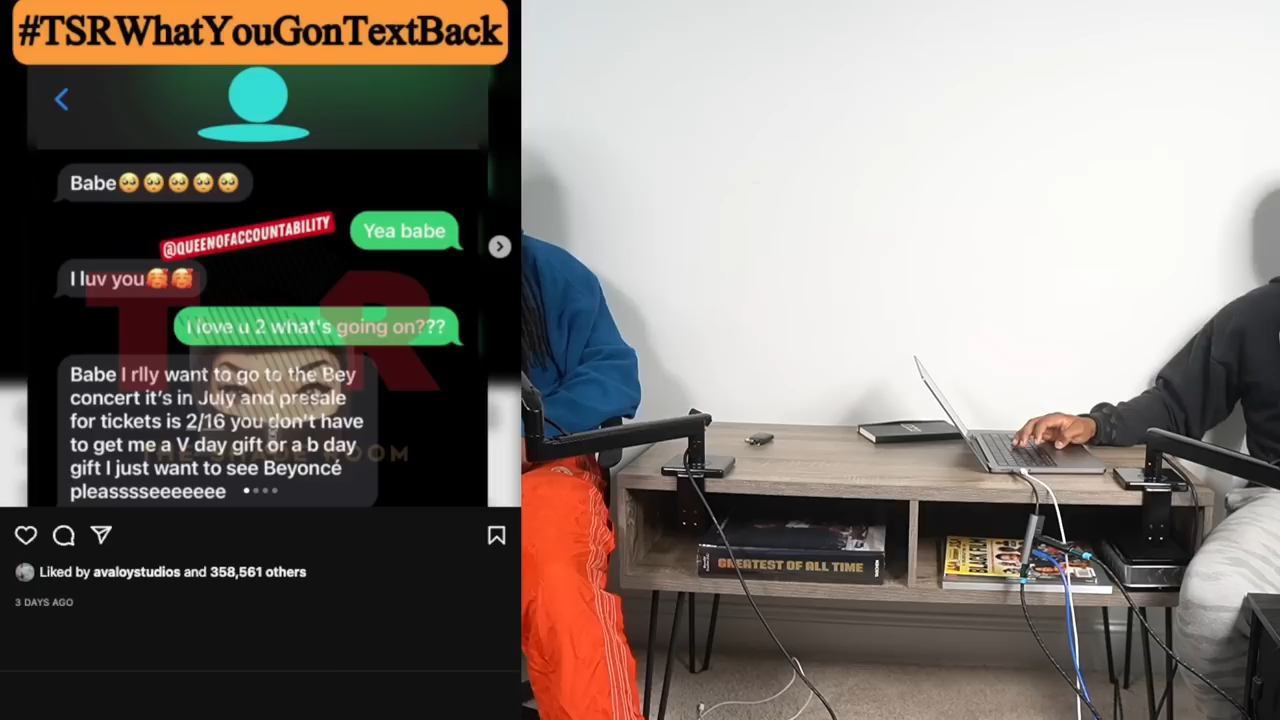 #TSRWhatYouGonTextBack
Babe🥺🥺🥺🥺🥺
Yea babe
@QUEENOFACCOUNTABILITY
I luv you🥰🥰
I love u 2 what's going on???
TSR
Babe I rlly want to go to the Bey
concert it's in July and presale
for tickets is 2/16 you don't have
to get me a V day gift or a b day
gift I just want to see Beyoncé
pleasssseeeeeee
ROOM
Liked by avaloystudios and 358,561 others
3 DAYS AGO
GREATEST OF ALL TIME